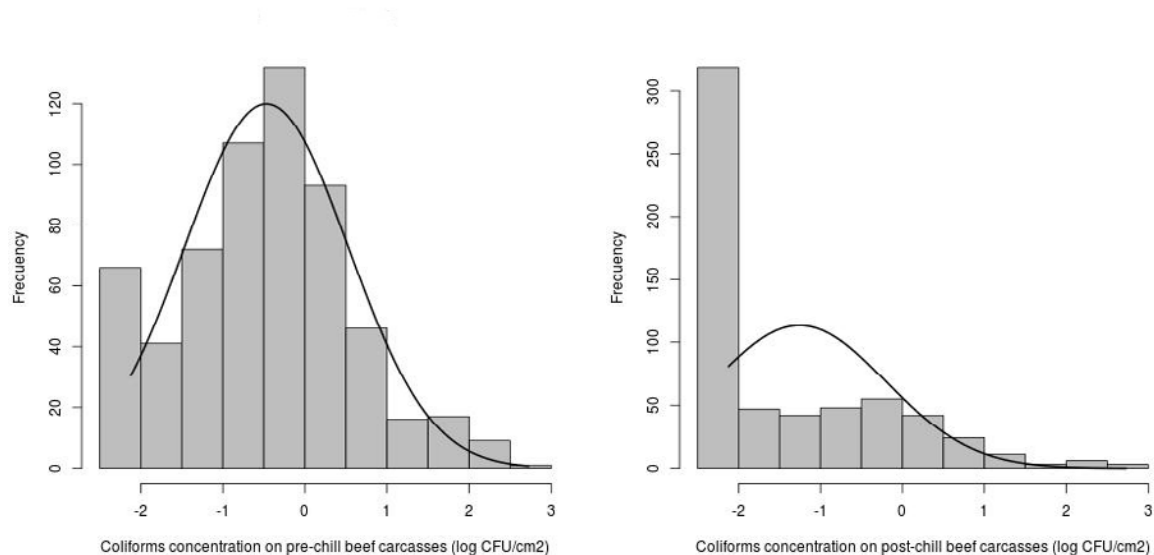 Frecuency
0 20 40 60 80 100 120
-2 -1 0 1 2 3
Coliforms concentration on pre-chill beef carcasses (log CFU/cm2)
Frecuency
0 50 100 150 200 250 300
-2 -1 0 1 2 3
Coliforms concentration on post-chill beef carcasses (log CFU/cm2)